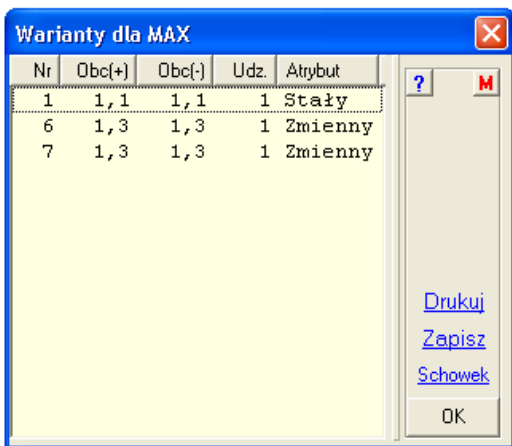 Warianty dla MAX
Nr Obc(+) Obc(-) Udz. Atrybut
1 1,1 1,1 1 Stały
6 1,3 1,3 1 Zmienny
7 1,3 1,3 1 Zmienny
? M
Drukuj
Zapisz
Schowek
OK